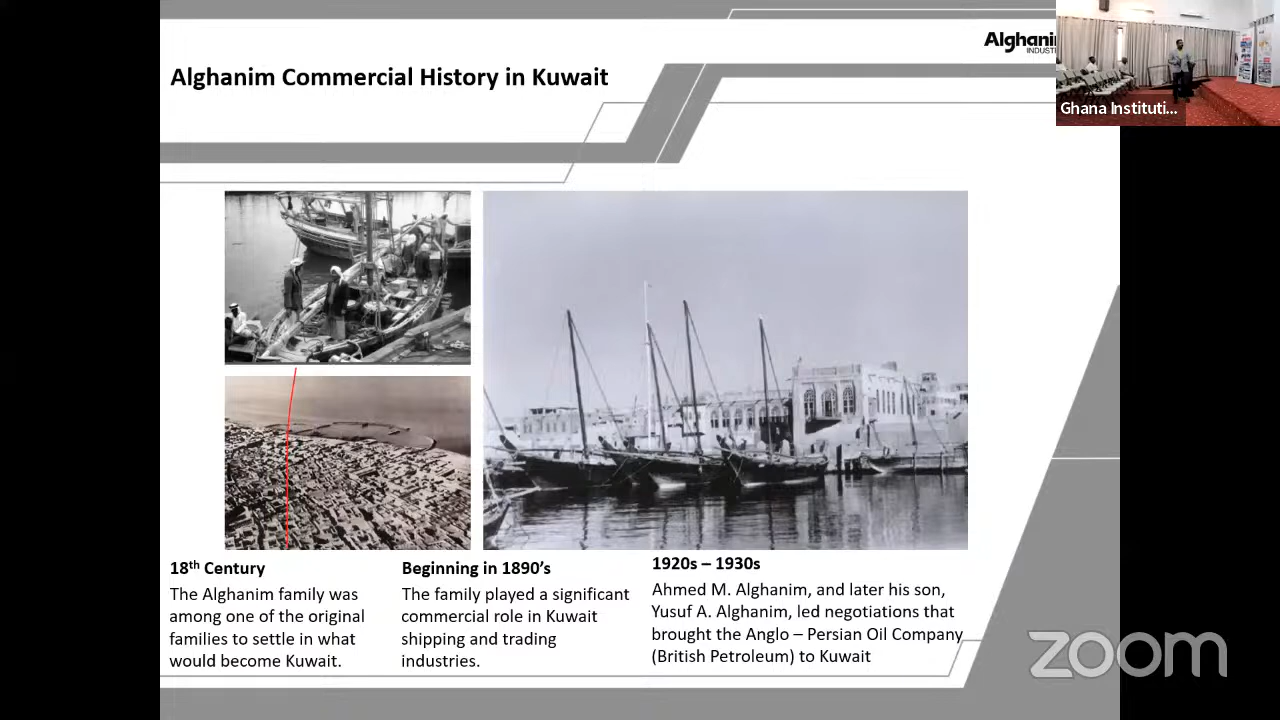 Alghanim Commercial History in Kuwait
Ghana Instituti...
18th Century
The Alghanim family was
among one of the original
families to settle in what
would become Kuwait.
Beginning in 1890’s
The family played a significant
commercial role in Kuwait
shipping and trading
industries.
1920s – 1930s
Ahmed M. Alghanim, and later his son,
Yusuf A. Alghanim, led negotiations that
brought the Anglo – Persian Oil Company
(British Petroleum) to Kuwait
zoom